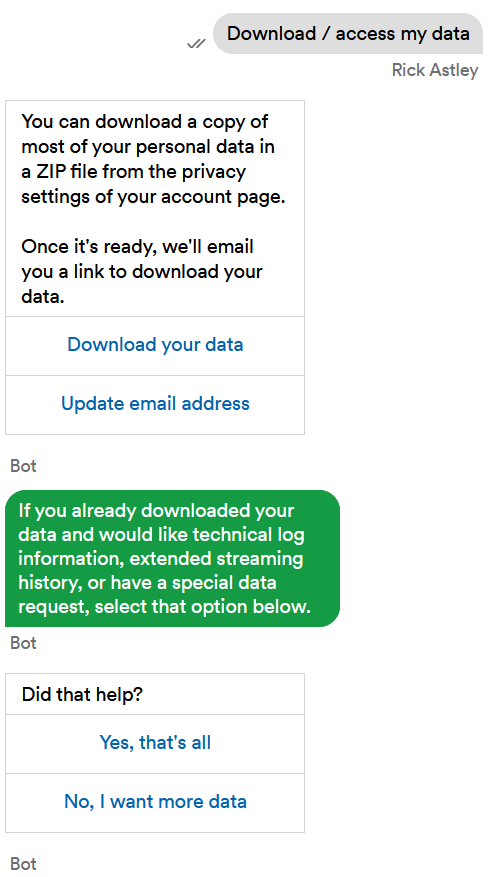 Download / access my data
Rick Astley
You can download a copy of
most of your personal data in
a ZIP file from the privacy
settings of your account page.
Once it's ready, we'll email
you a link to download your
data.
Download your data
Update email address
Bot
If you already downloaded your
data and would like technical log
information, extended streaming
history, or have a special data
request, select that option below.
Bot
Did that help?
Yes, that's all
No, I want more data
Bot